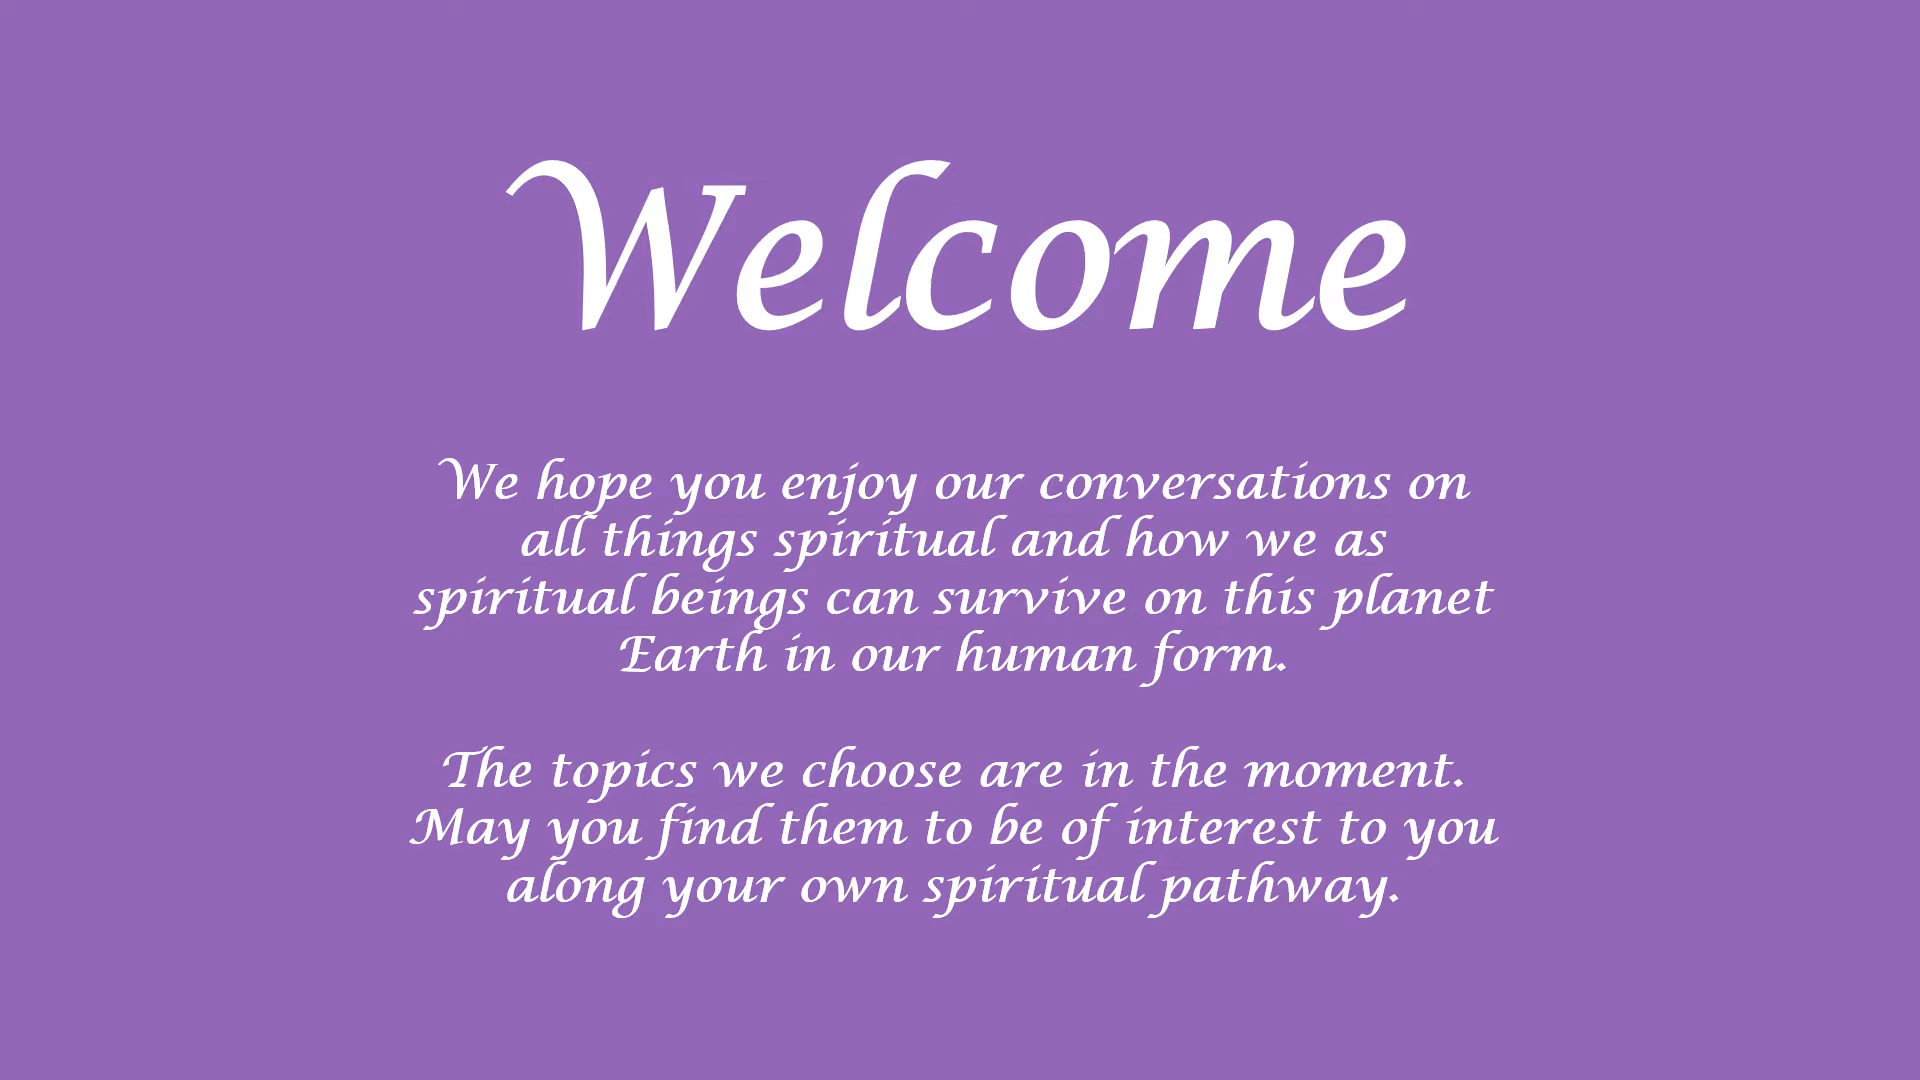 Welcome
We hope you enjoy our conversations on
all things spiritual and how we as
spiritual beings can survive on this planet
Earth in our human form.
The topics we choose are in the moment.
May you find them to be of interest to you
along your own spiritual pathway.